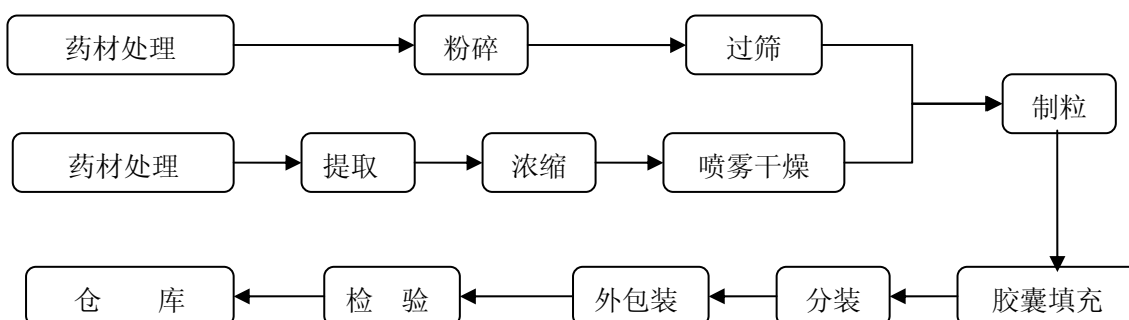 药材处理
粉碎
过筛
制粒
药材处理
提取
浓缩
喷雾干燥
仓 库
检 验
外包装
分装
胶囊填充